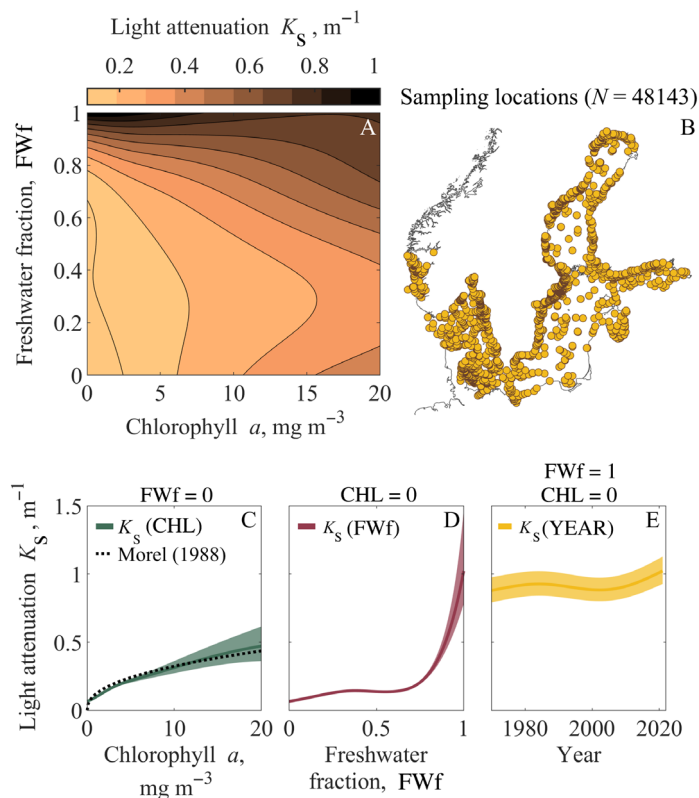 Light attenuation K_S , m⁻¹
0.2 0.4 0.6 0.8 1
A
1
0.8
0.6
0.4
0.2
0
Freshwater fraction, FWf
0 5 10 15 20
Chlorophyll a, mg m⁻³
Sampling locations (N = 48143)
B
Light attenuation K_S , m⁻¹
1.5
1
0.5
0
FWf = 0
C
K_S (CHL)
Morel (1988)
0 10 20
Chlorophyll a,
mg m⁻³
CHL = 0
D
K_S (FWf)
0 0.5 1
Freshwater
fraction, FWf
FWf = 1
CHL = 0
E
K_S (YEAR)
1980 2000 2020
Year